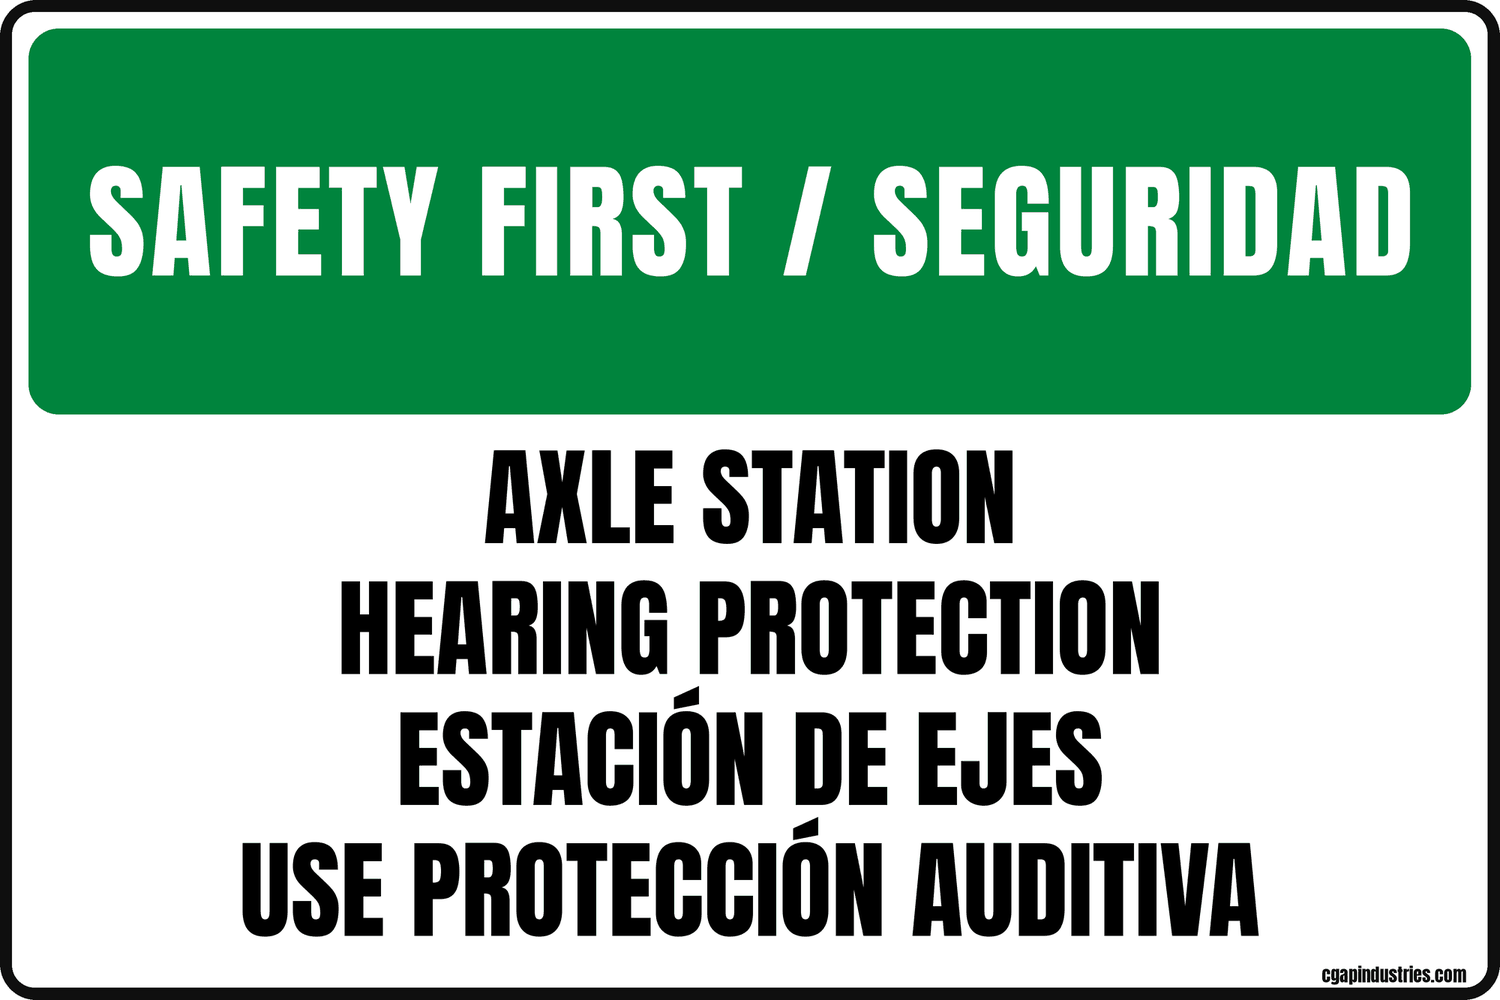 SAFETY FIRST / SEGURIDAD
AXLE STATION
HEARING PROTECTION
ESTACIÓN DE EJES
USE PROTECCIÓN AUDITIVA
cgapindustries.com